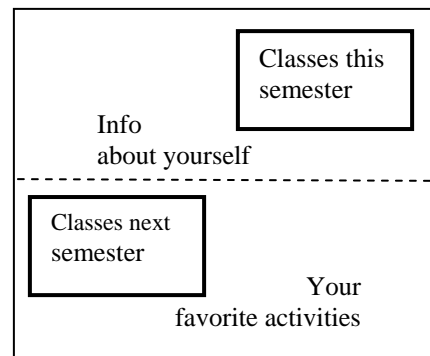 Classes this
semester
Info
about yourself
Classes next
semester
Your
favorite activities